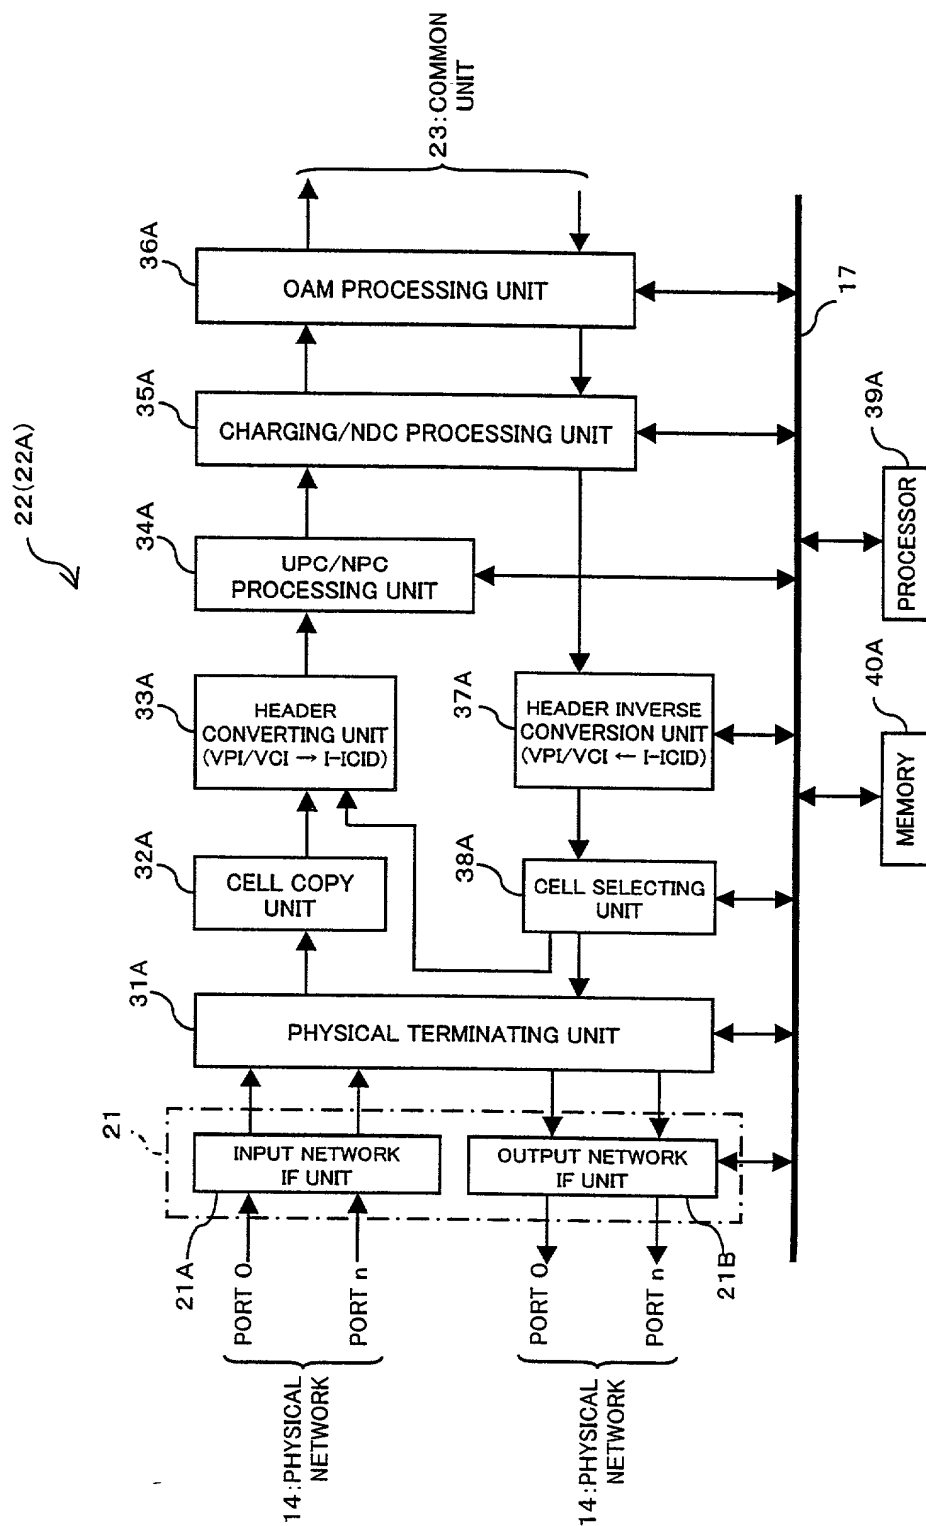 22(22A)
23:COMMON
UNIT
36A
OAM PROCESSING UNIT
35A
CHARGING/NDC PROCESSING UNIT
34A
UPC/NPC
PROCESSING UNIT
33A
HEADER
CONVERTING UNIT
(VPI/VCI → I-ICID)
37A
HEADER INVERSE
CONVERSION UNIT
(VPI/VCI ← I-ICID)
32A
CELL COPY
UNIT
38A
CELL SELECTING
UNIT
31A
PHYSICAL TERMINATING UNIT
21
INPUT NETWORK
IF UNIT
OUTPUT NETWORK
IF UNIT
21A
21B
PORT 0
PORT n
PORT 0
PORT n
14:PHYSICAL
NETWORK
14:PHYSICAL
NETWORK
17
39A
PROCESSOR
40A
MEMORY